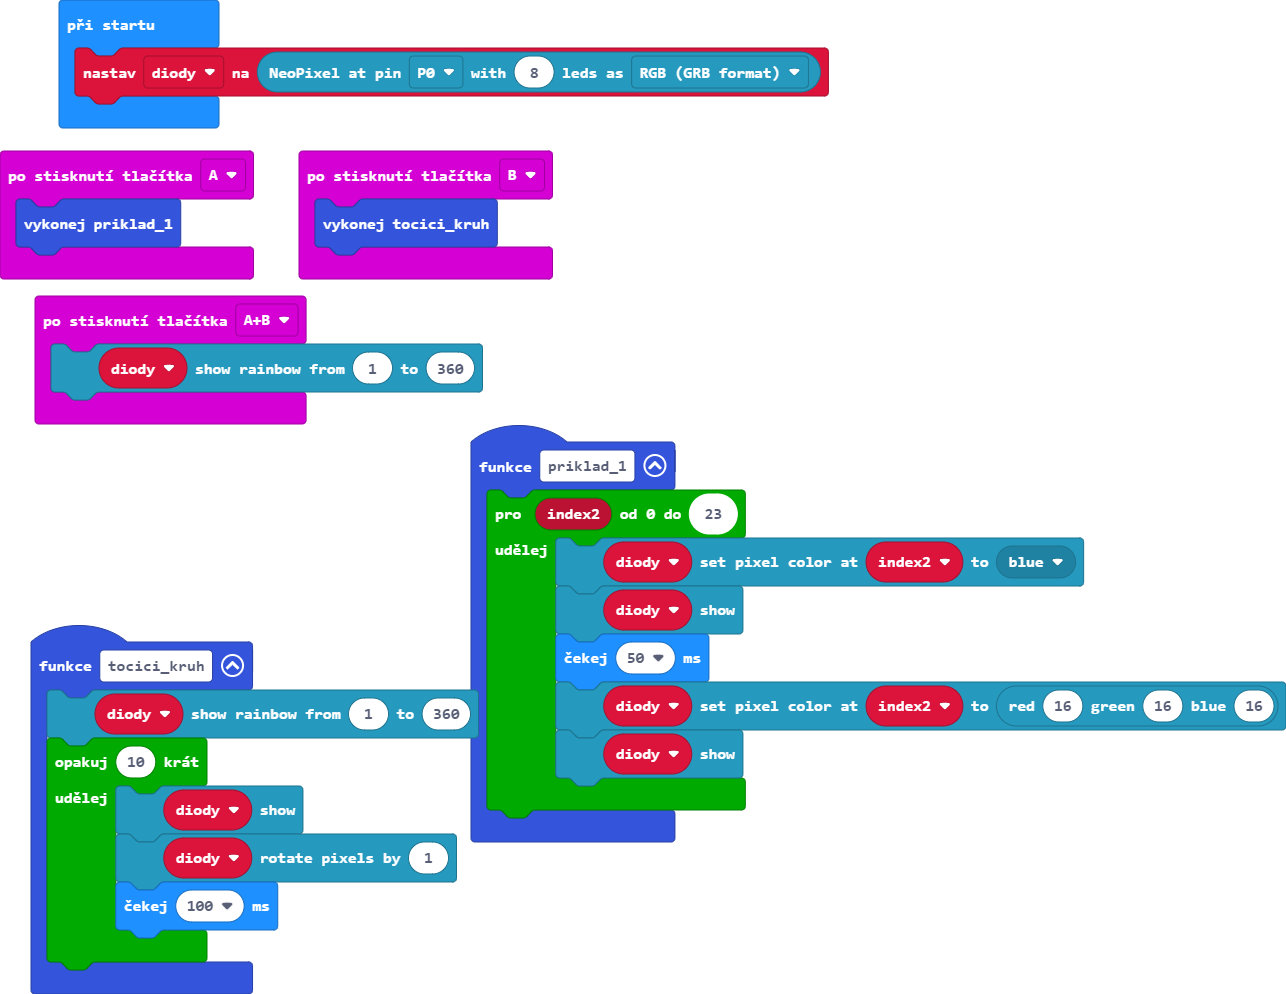 při startu
nastav diody na NeoPixel at pin P0 with 8 leds as RGB (GRB format)
po stisknutí tlačítka A
vykonej priklad_1
po stisknutí tlačítka B
vykonej tocici_kruh
po stisknutí tlačítka A+B
diody show rainbow from 1 to 360
funkce priklad_1
pro index2 od 0 do 23
udělej
diody set pixel color at index2 to blue
diody show
čekej 50 ms
diody set pixel color at index2 to red 16 green 16 blue 16
diody show
funkce tocici_kruh
diody show rainbow from 1 to 360
opakuj 10 krát
udělej
diody show
diody rotate pixels by 1
čekej 100 ms